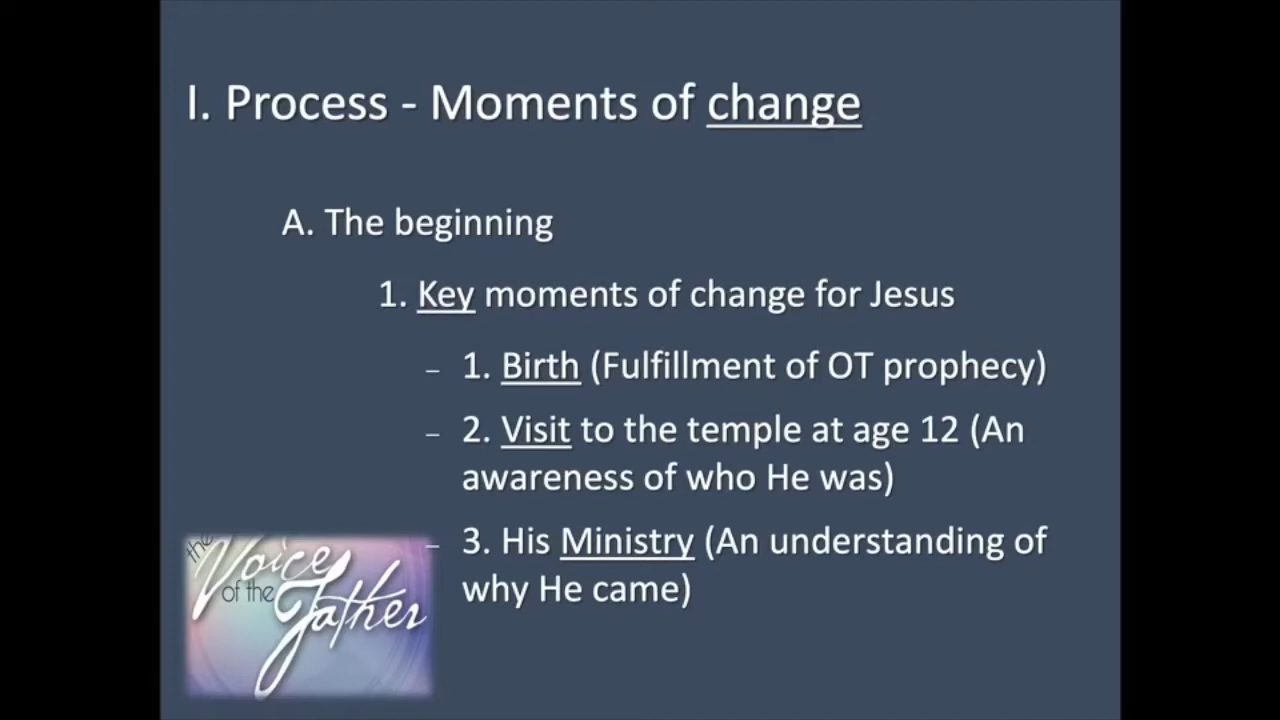 I. Process - Moments of change
A. The beginning
1. Key moments of change for Jesus
– 1. Birth (Fulfillment of OT prophecy)
– 2. Visit to the temple at age 12 (An
awareness of who He was)
– 3. His Ministry (An understanding of
why He came)
the Voice
of the Father